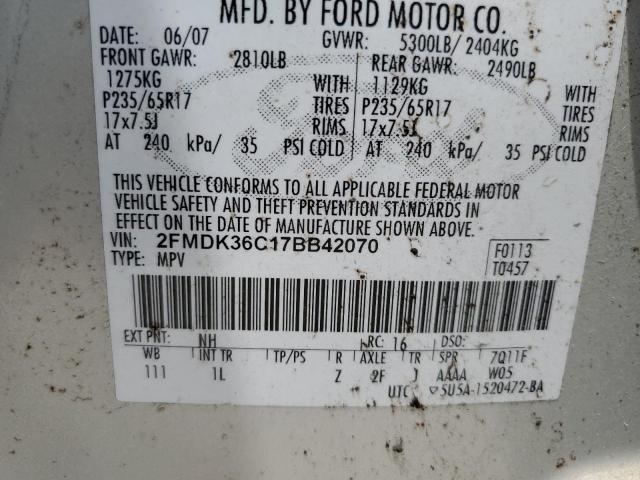 MFD. BY FORD MOTOR CO.
DATE: 06/07 GVWR: 5300LB/ 2404KG
FRONT GAWR: 2810LB REAR GAWR: 2490LB
1275KG WITH 1129KG WITH
P235/65R17 TIRES P235/65R17 TIRES
17x7.5J RIMS 17x7.5J RIMS
AT 240 kPa/ 35 PSI COLD AT 240 kPa/ 35 PSI COLD
THIS VEHICLE CONFORMS TO ALL APPLICABLE FEDERAL MOTOR
VEHICLE SAFETY AND THEFT PREVENTION STANDARDS IN
EFFECT ON THE DATE OF MANUFACTURE SHOWN ABOVE.
VIN: 2FMDK36C17BB42070 F0113
TYPE: MPV T0457
EXT PNT: NH RC: 16 DSO:
WB INT TR TP/PS R AXLE TR SPR 7Q11F
111 1L Z 2F J AAAA W05
UTC 5U5A-1520472-BA